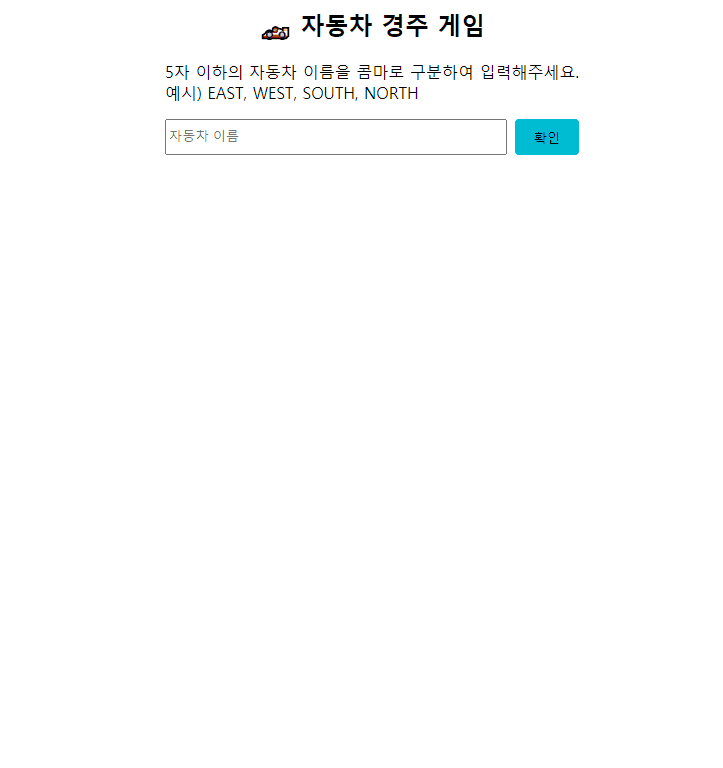 🏎️ 자동차 경주 게임
5자 이하의 자동차 이름을 콤마로 구분하여 입력해주세요.
예시) EAST, WEST, SOUTH, NORTH
자동차 이름
확인